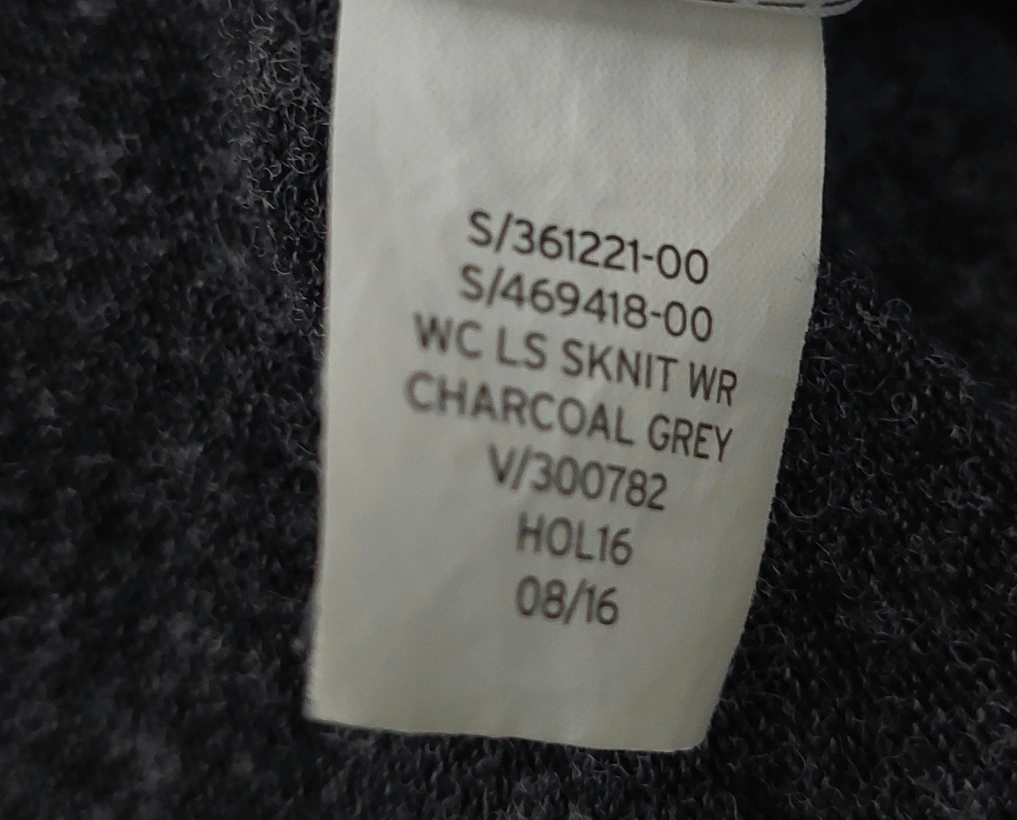 S/361221-00
S/469418-00
WC LS SKNIT WR
CHARCOAL GREY
V/300782
HOL16
08/16